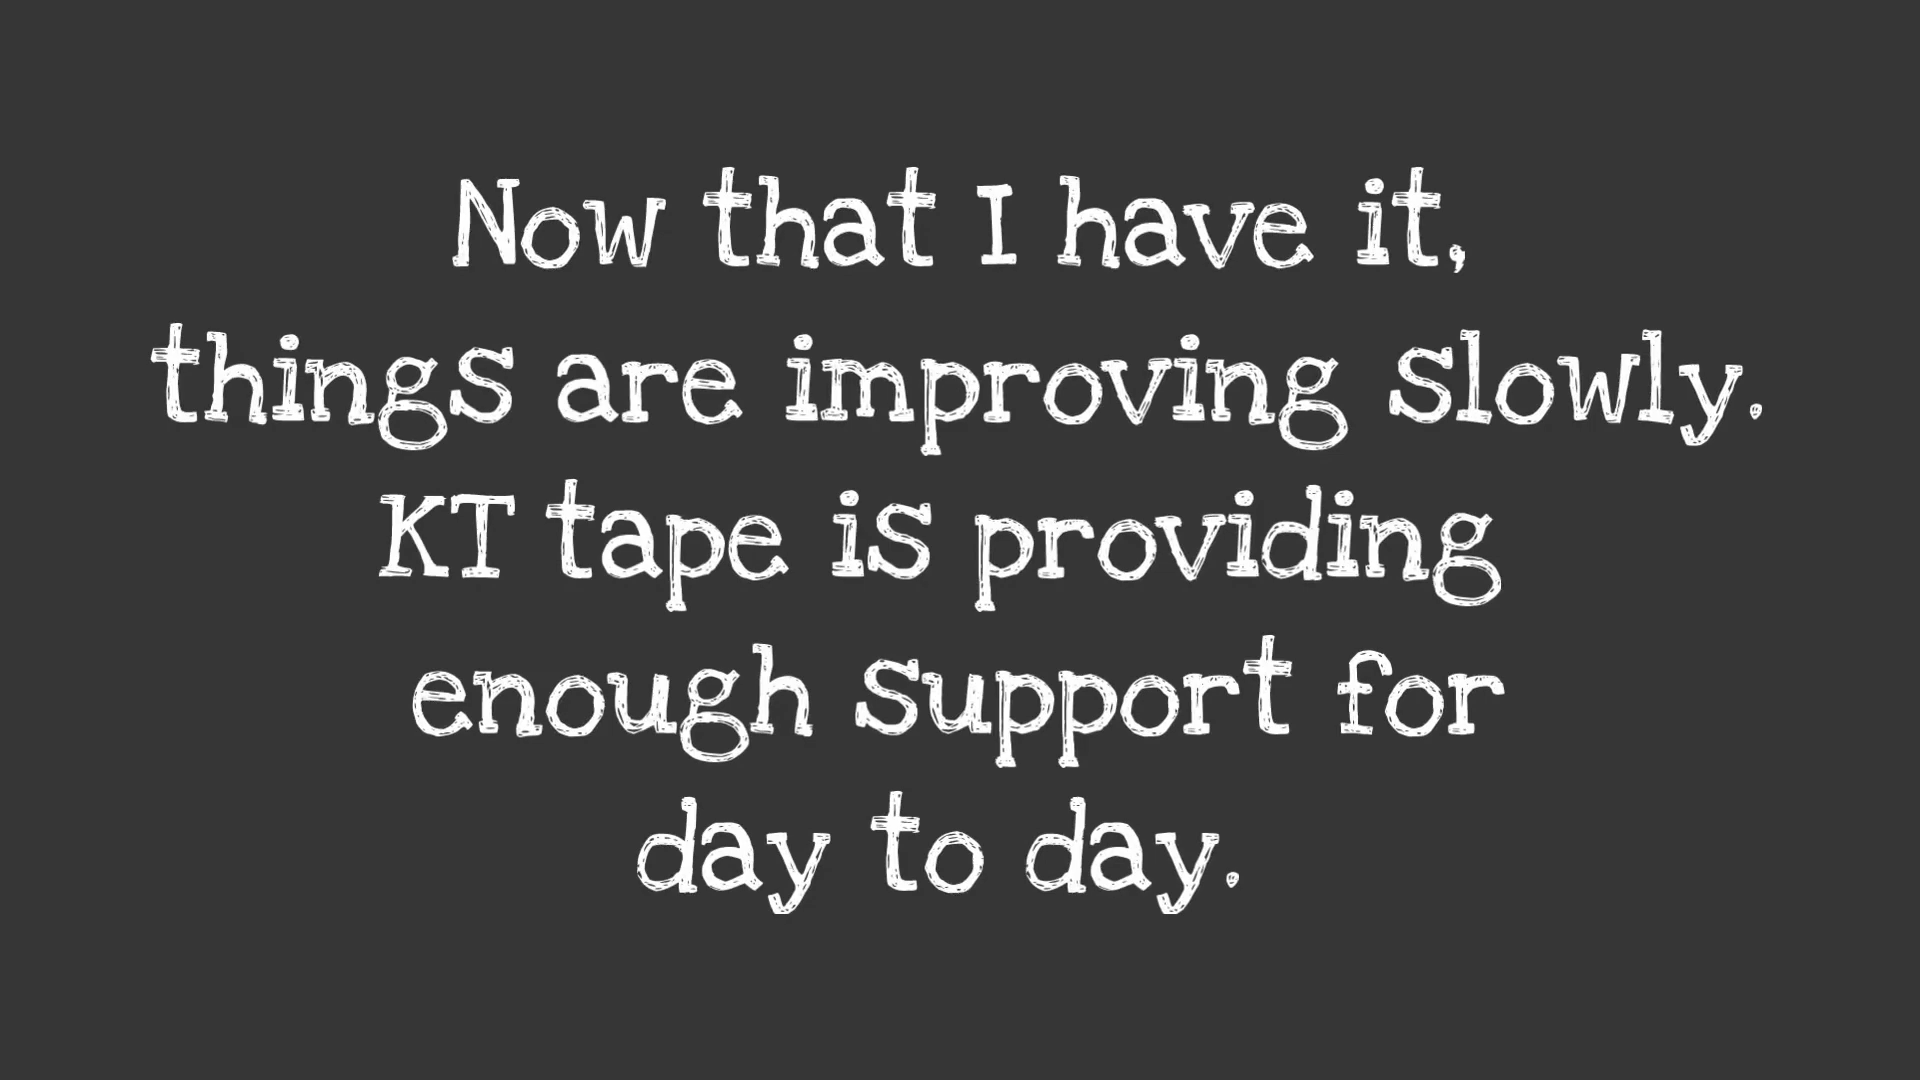 Now that I have it,
things are improving slowly.
KT tape is providing
enough support for
day to day.